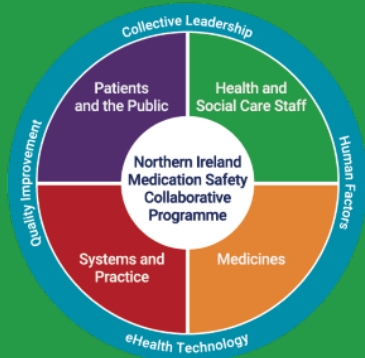 Collective Leadership
Patients
and the Public
Health and
Social Care Staff
Quality Improvement
Northern Ireland
Medication Safety
Collaborative
Programme
Human Factors
Systems and
Practice
Medicines
eHealth Technology